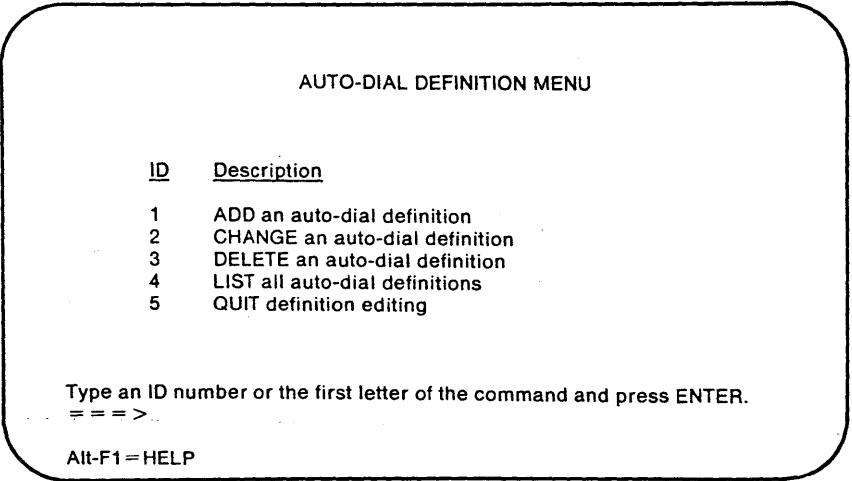 AUTO-DIAL DEFINITION MENU
ID Description
1 ADD an auto-dial definition
2 CHANGE an auto-dial definition
3 DELETE an auto-dial definition
4 LIST all auto-dial definitions
5 QUIT definition editing
Type an ID number or the first letter of the command and press ENTER.
===>
Alt-F1=HELP